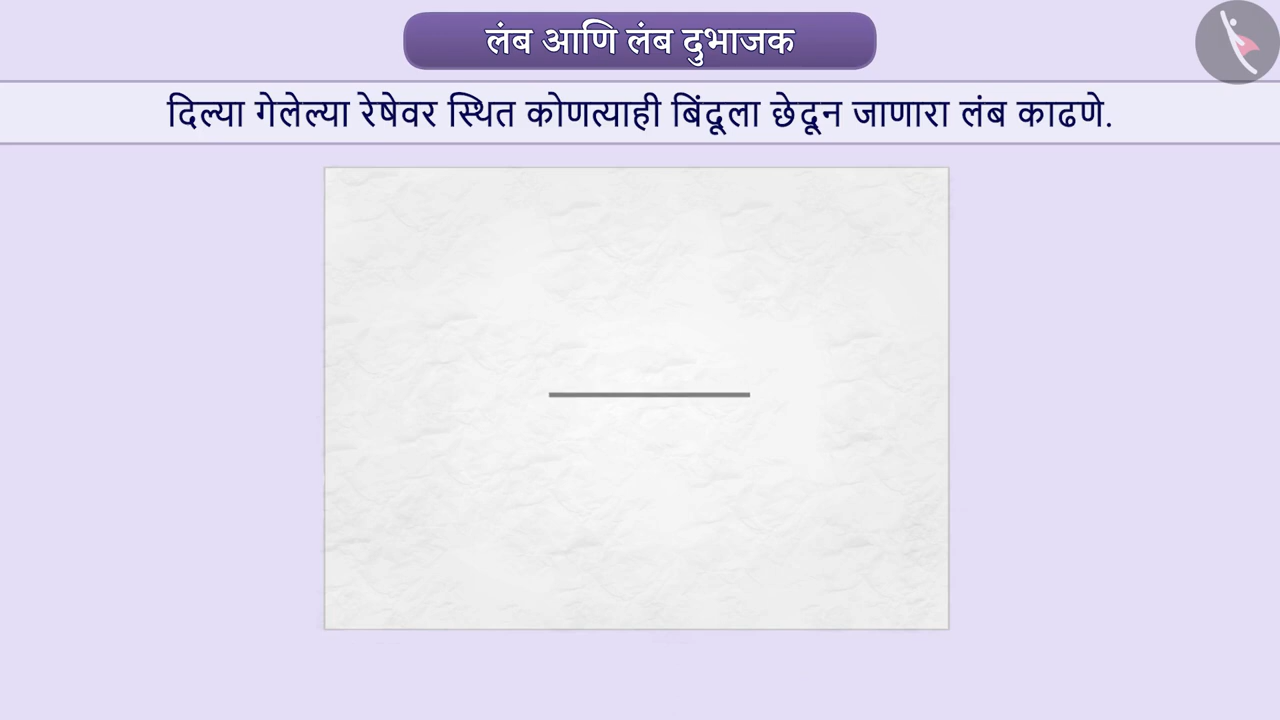 लंब आणि लंब दुभाजक
दिल्या गेलेल्या रेषेवर स्थित कोणत्याही बिंदूला छेदून जाणारा लंब काढणे.